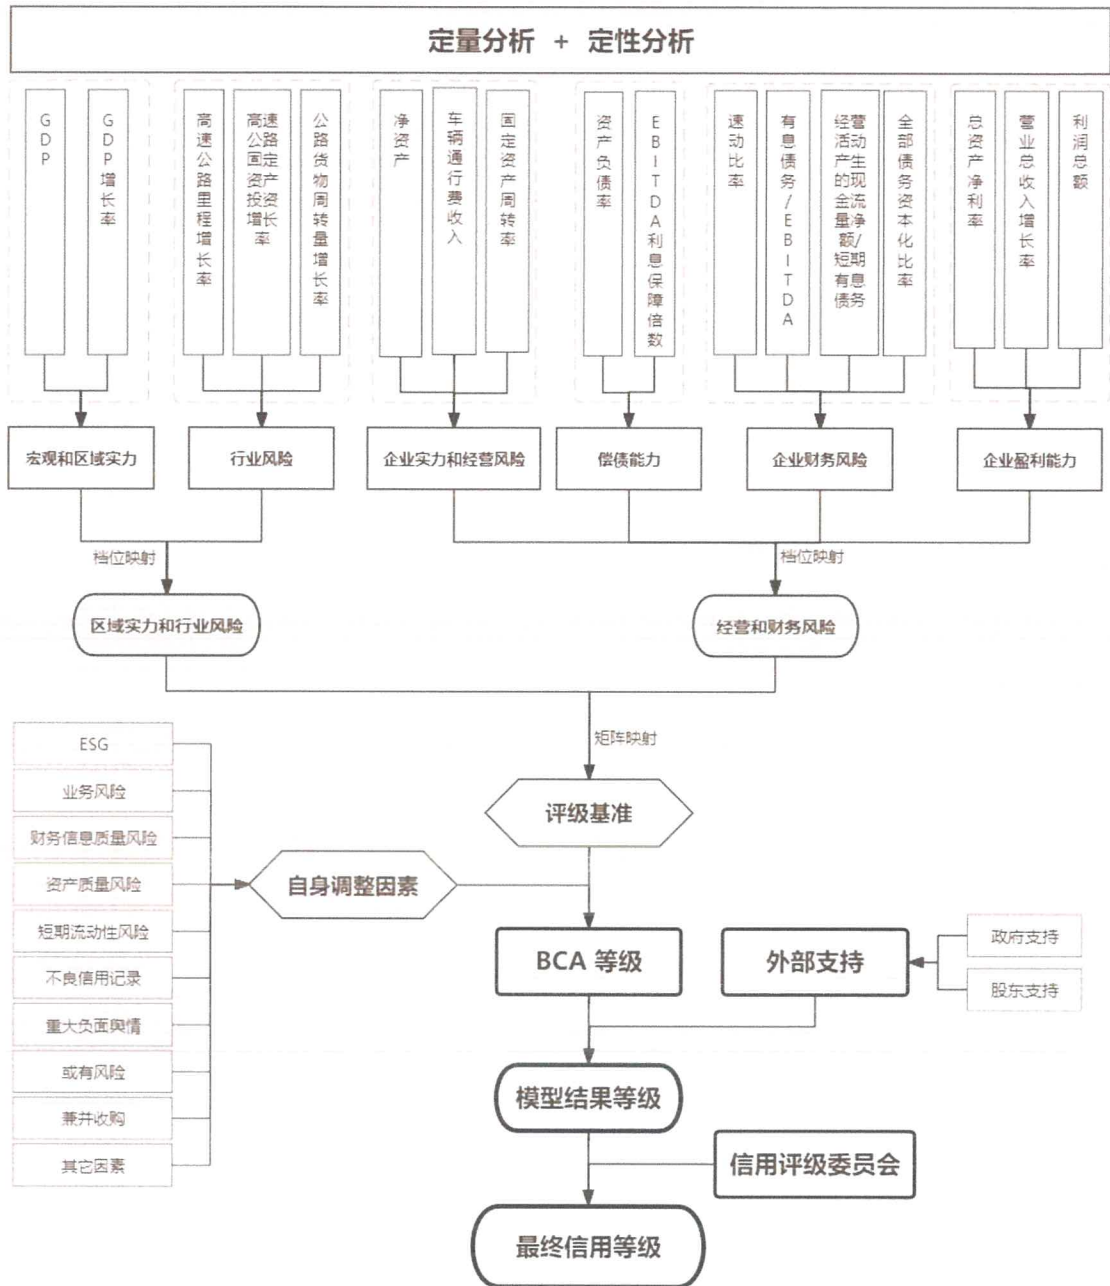 定量分析 + 定性分析
GDP
GDP增长率
高速公路里程增长率
高速公路固定资产投资增长率
公路货物周转量增长率
净资产
车辆通行费收入
固定资产周转率
资产负债率
EBITDA利息保障倍数
速动比率
有息债务/EBITDA
经营活动产生的现金流量净额/短期有息债务
全部债务资本化比率
总资产净利率
营业总收入增长率
利润总额
宏观和区域实力
行业风险
企业实力和经营风险
偿债能力
企业财务风险
企业盈利能力
档位映射
档位映射
区域实力和行业风险
经营和财务风险
矩阵映射
ESG
业务风险
财务信息质量风险
资产质量风险
短期流动性风险
不良信用记录
重大负面舆情
或有风险
兼并收购
其它因素
评级基准
自身调整因素
BCA 等级
外部支持
政府支持
股东支持
模型结果等级
信用评级委员会
最终信用等级